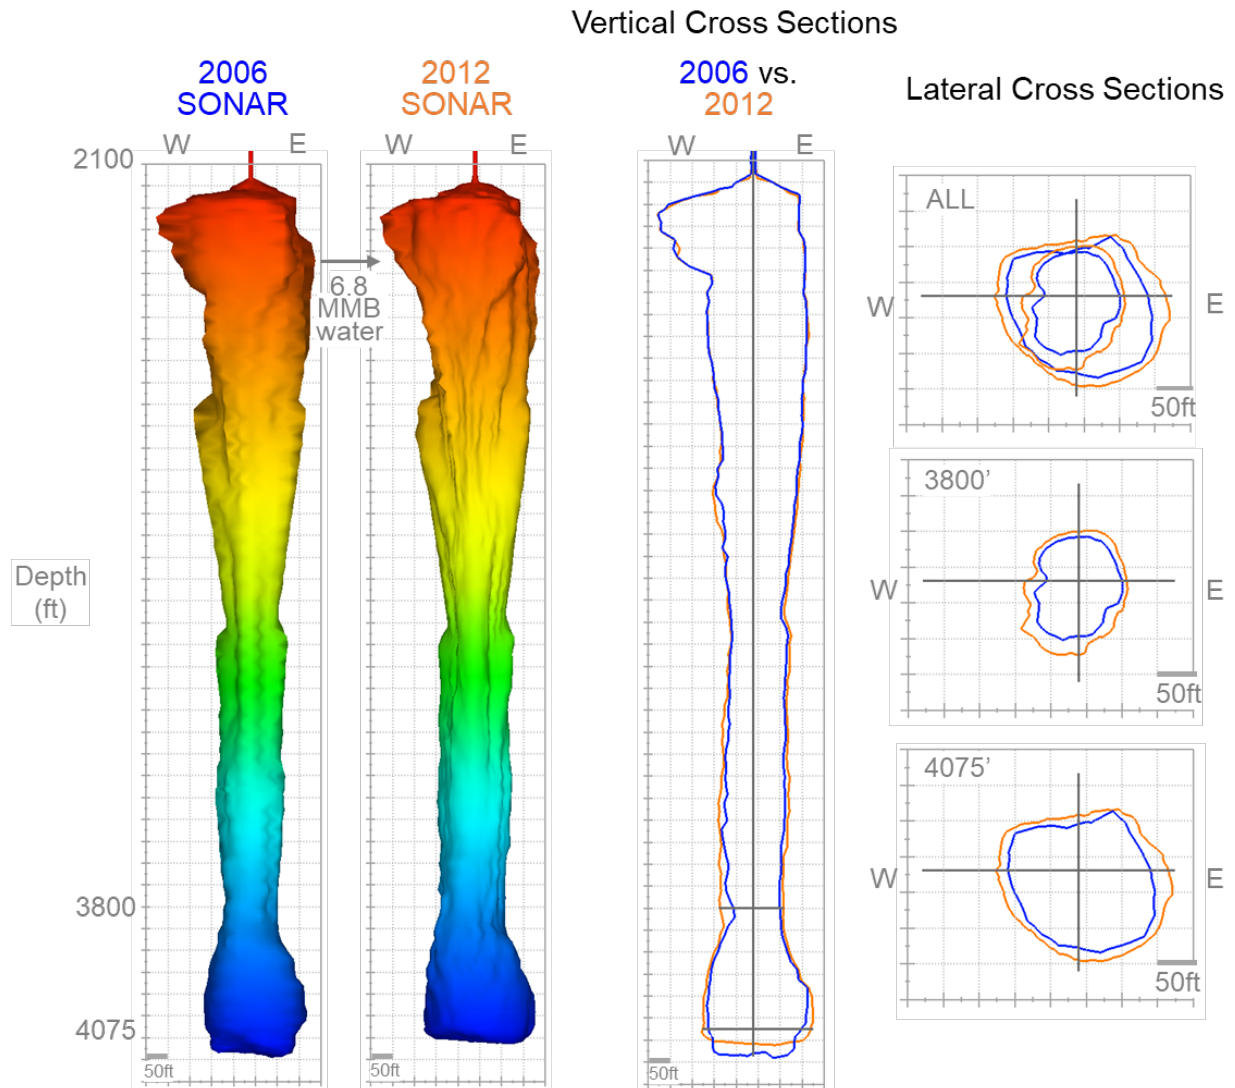 Vertical Cross Sections
2006
SONAR
2012
SONAR
2006 vs.
2012
Lateral Cross Sections
W
E
W
E
W
E
2100
6.8
MMB
water
Depth
(ft)
3800
4075
50ft
50ft
50ft
ALL
W
E
50ft
3800’
W
E
50ft
4075’
W
E
50ft